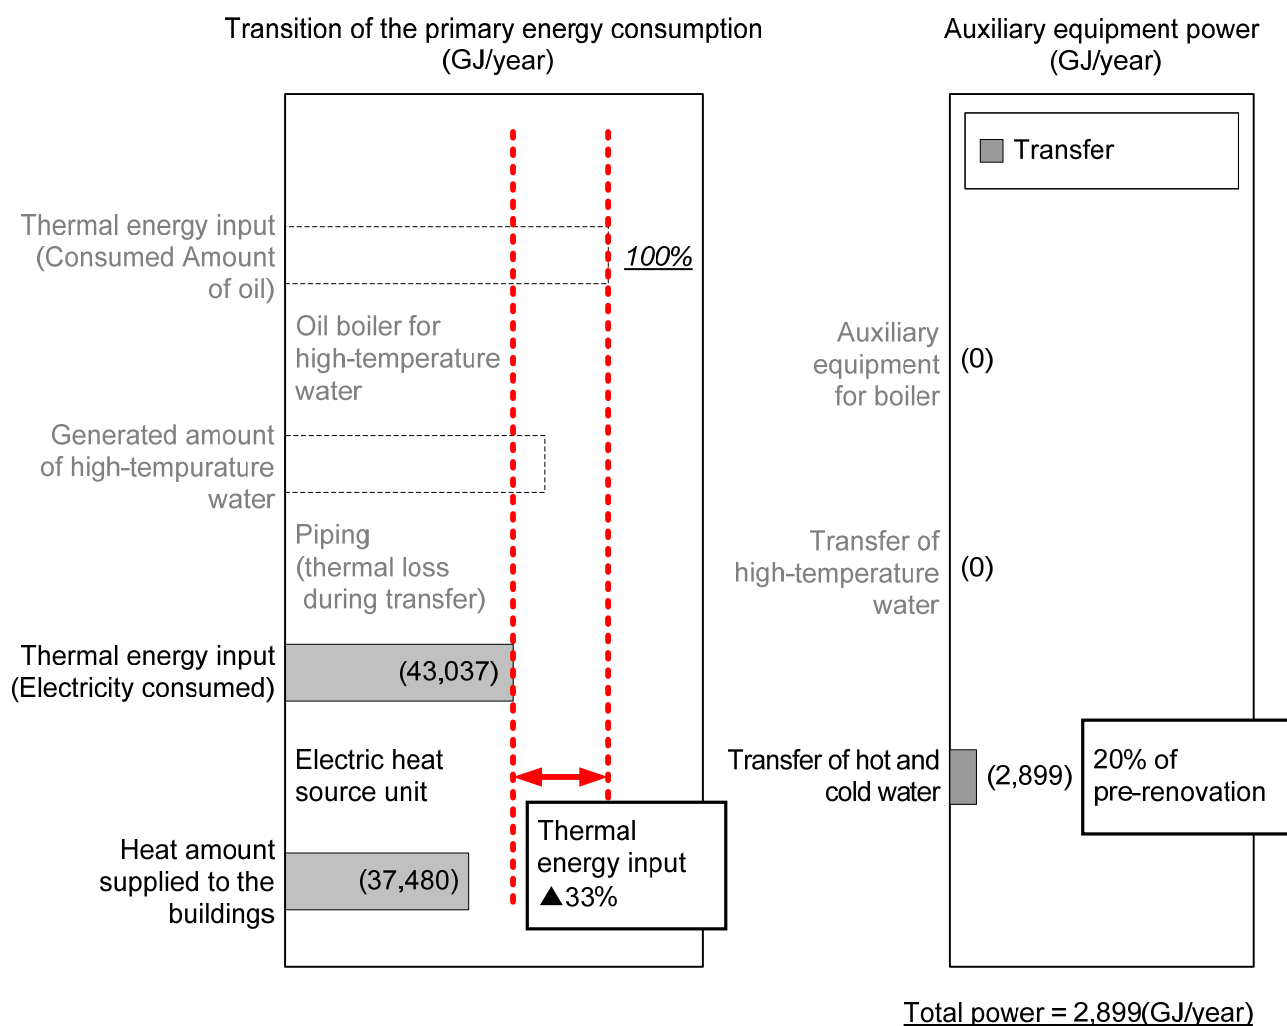 Transition of the primary energy consumption
(GJ/year)
Thermal energy input
(Consumed Amount
of oil)
100%
Oil boiler for
high-temperature
water
Generated amount
of high-tempurature
water
Piping
(thermal loss
during transfer)
Thermal energy input
(Electricity consumed)
(43,037)
Electric heat
source unit
Thermal
energy input
▲33%
Heat amount
supplied to the
buildings
(37,480)
Auxiliary equipment power
(GJ/year)
Transfer
Auxiliary
equipment
for boiler
(0)
Transfer of
high-temperature
water
(0)
Transfer of hot and
cold water
(2,899)
20% of
pre-renovation
Total power = 2,899(GJ/year)